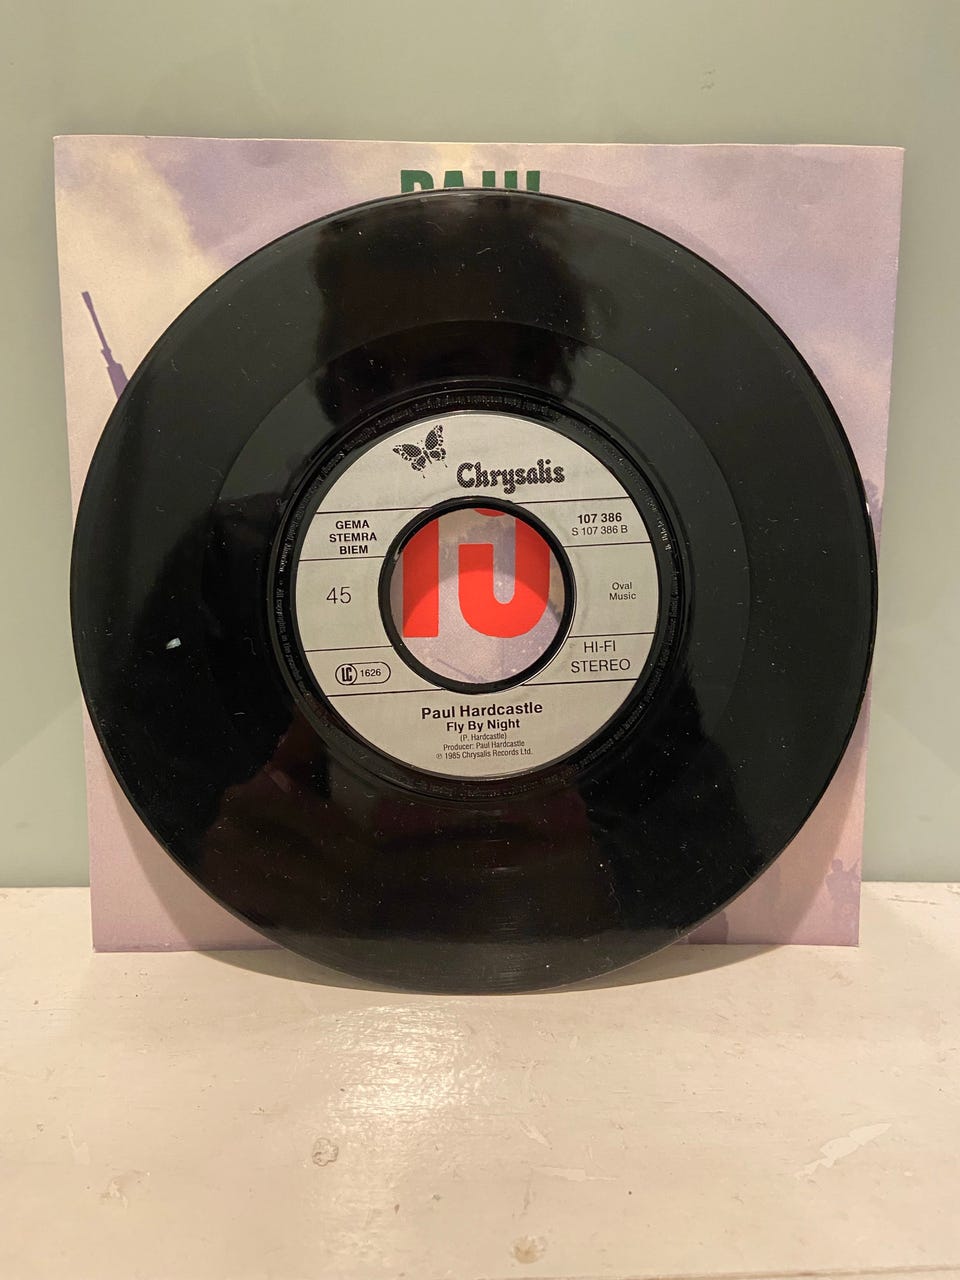 PAUL
Chrysalis
GEMA
STEMRA
BIEM
107 386
S 107 386 B
45
Oval
Music
LC 1626
HI-FI
STEREO
Paul Hardcastle
Fly By Night
(P. Hardcastle)
Producer: Paul Hardcastle
℗ 1985 Chrysalis Records Ltd.